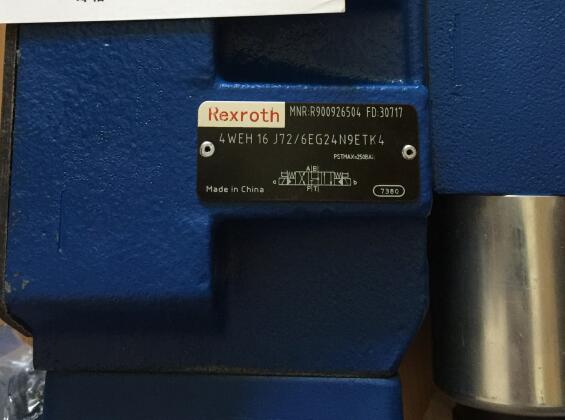 Rexroth MNR:R900926504 FD:30717
4WEH 16 J72/6EG24N9ETK4
PSTMAX=250BAR
A B
a b
P T
Made in China 7380